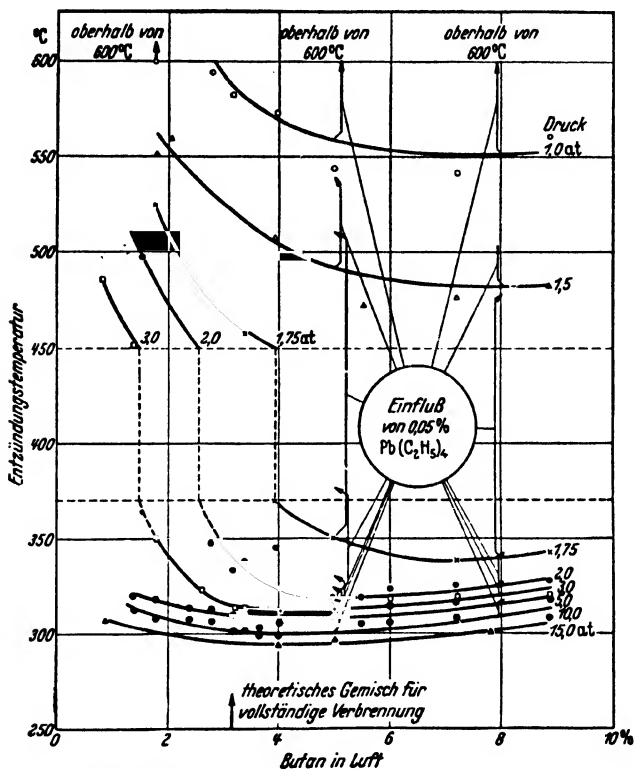 °C
oberhalb von
600°C
oberhalb von
600°C
oberhalb von
600°C
600
550
500
450
400
350
300
250
Entzündungstemperatur
Druck
1,0 at
1,5
3,0
2,0
1,75 at
Einfluß
von 0,05%
Pb(C₂H₅)₄
1,75
2,0
3,0
5,0
10,0
15,0 at
theoretisches Gemisch für
vollständige Verbrennung
0
2
4
6
8
10%
Butan in Luft